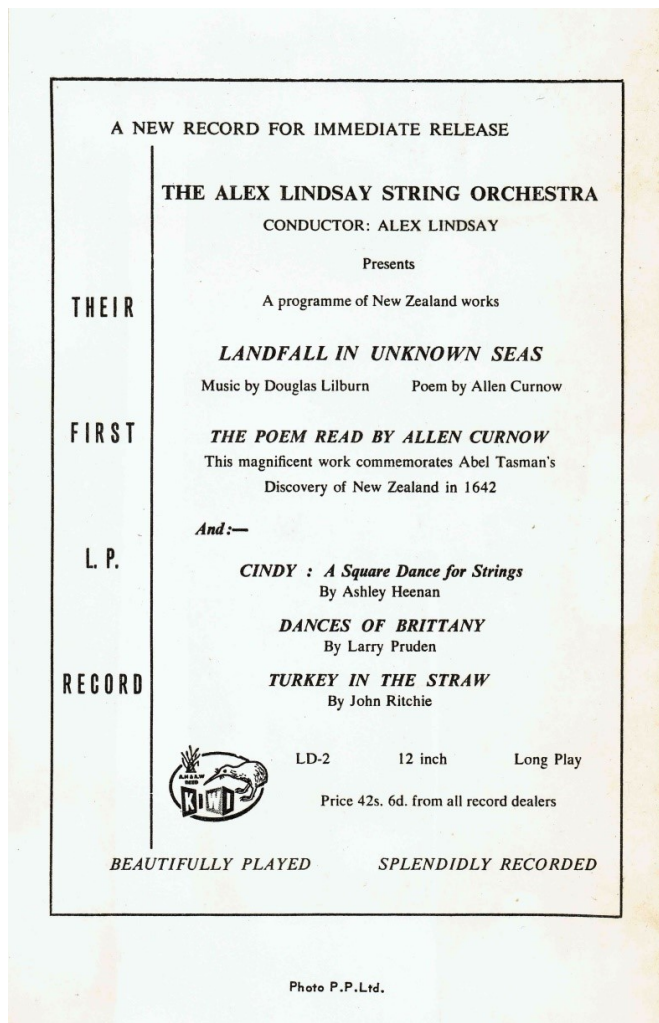 A NEW RECORD FOR IMMEDIATE RELEASE
THE ALEX LINDSAY STRING ORCHESTRA
CONDUCTOR: ALEX LINDSAY
Presents
THEIR
A programme of New Zealand works
LANDFALL IN UNKNOWN SEAS
Music by Douglas Lilburn Poem by Allen Curnow
FIRST
THE POEM READ BY ALLEN CURNOW
This magnificent work commemorates Abel Tasman's
Discovery of New Zealand in 1642
And:—
L. P.
CINDY : A Square Dance for Strings
By Ashley Heenan
DANCES OF BRITTANY
By Larry Pruden
RECORD
TURKEY IN THE STRAW
By John Ritchie
KIWI
LD-2 12 inch Long Play
Price 42s. 6d. from all record dealers
BEAUTIFULLY PLAYED SPLENDIDLY RECORDED
Photo P.P.Ltd.